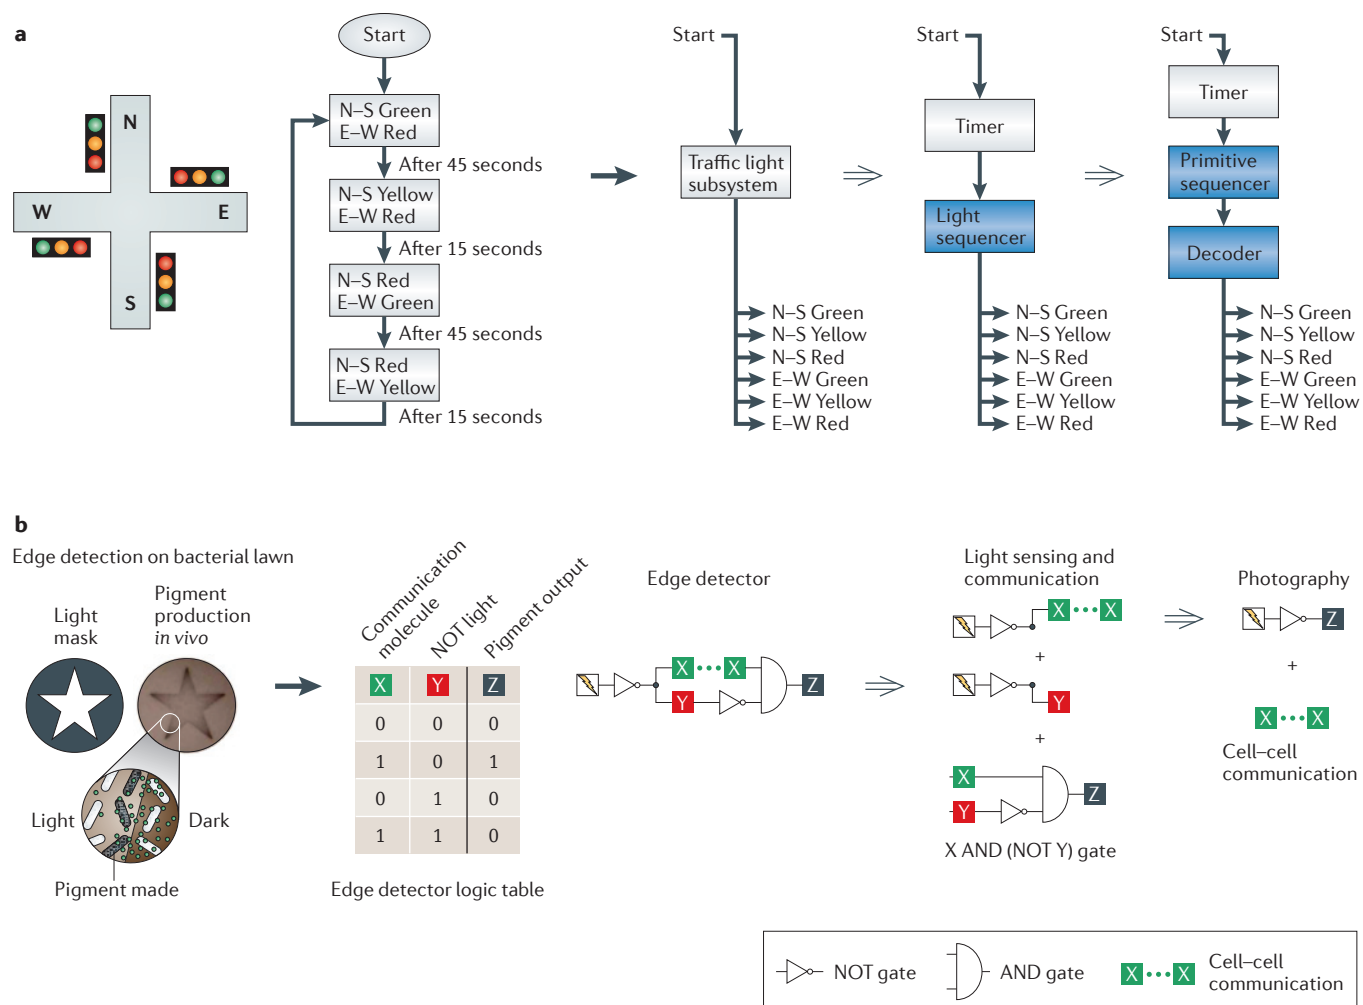 a
N
W
E
S
Start
N–S Green
E–W Red
After 45 seconds
N–S Yellow
E–W Red
After 15 seconds
N–S Red
E–W Green
After 45 seconds
N–S Red
E–W Yellow
After 15 seconds
Start
Traffic light
subsystem
N–S Green
N–S Yellow
N–S Red
E–W Green
E–W Yellow
E–W Red
Start
Timer
Light
sequencer
N–S Green
N–S Yellow
N–S Red
E–W Green
E–W Yellow
E–W Red
Start
Timer
Primitive
sequencer
Decoder
N–S Green
N–S Yellow
N–S Red
E–W Green
E–W Yellow
E–W Red
b
Edge detection on bacterial lawn
Light
mask
Pigment
production
in vivo
Light
Dark
Pigment made
Communication
molecule
NOT light
Pigment output
X Y Z
0 0 0
1 0 1
0 1 0
1 1 0
Edge detector logic table
Edge detector
X X
Y
Z
Light sensing and
communication
X X
+
Y
+
X
Y
Z
X AND (NOT Y) gate
Photography
Z
+
X X
Cell–cell
communication
NOT gate
AND gate
X X
Cell–cell
communication